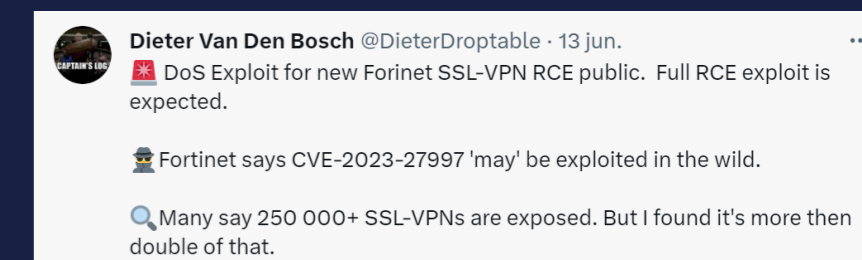 Dieter Van Den Bosch @DieterDroptable · 13 jun.
🚨 DoS Exploit for new Forinet SSL-VPN RCE public. Full RCE exploit is
expected.
🕵️Fortinet says CVE-2023-27997 'may' be exploited in the wild.
🔍Many say 250 000+ SSL-VPNs are exposed. But I found it's more then
double of that.
CAPTAIN'S LOG